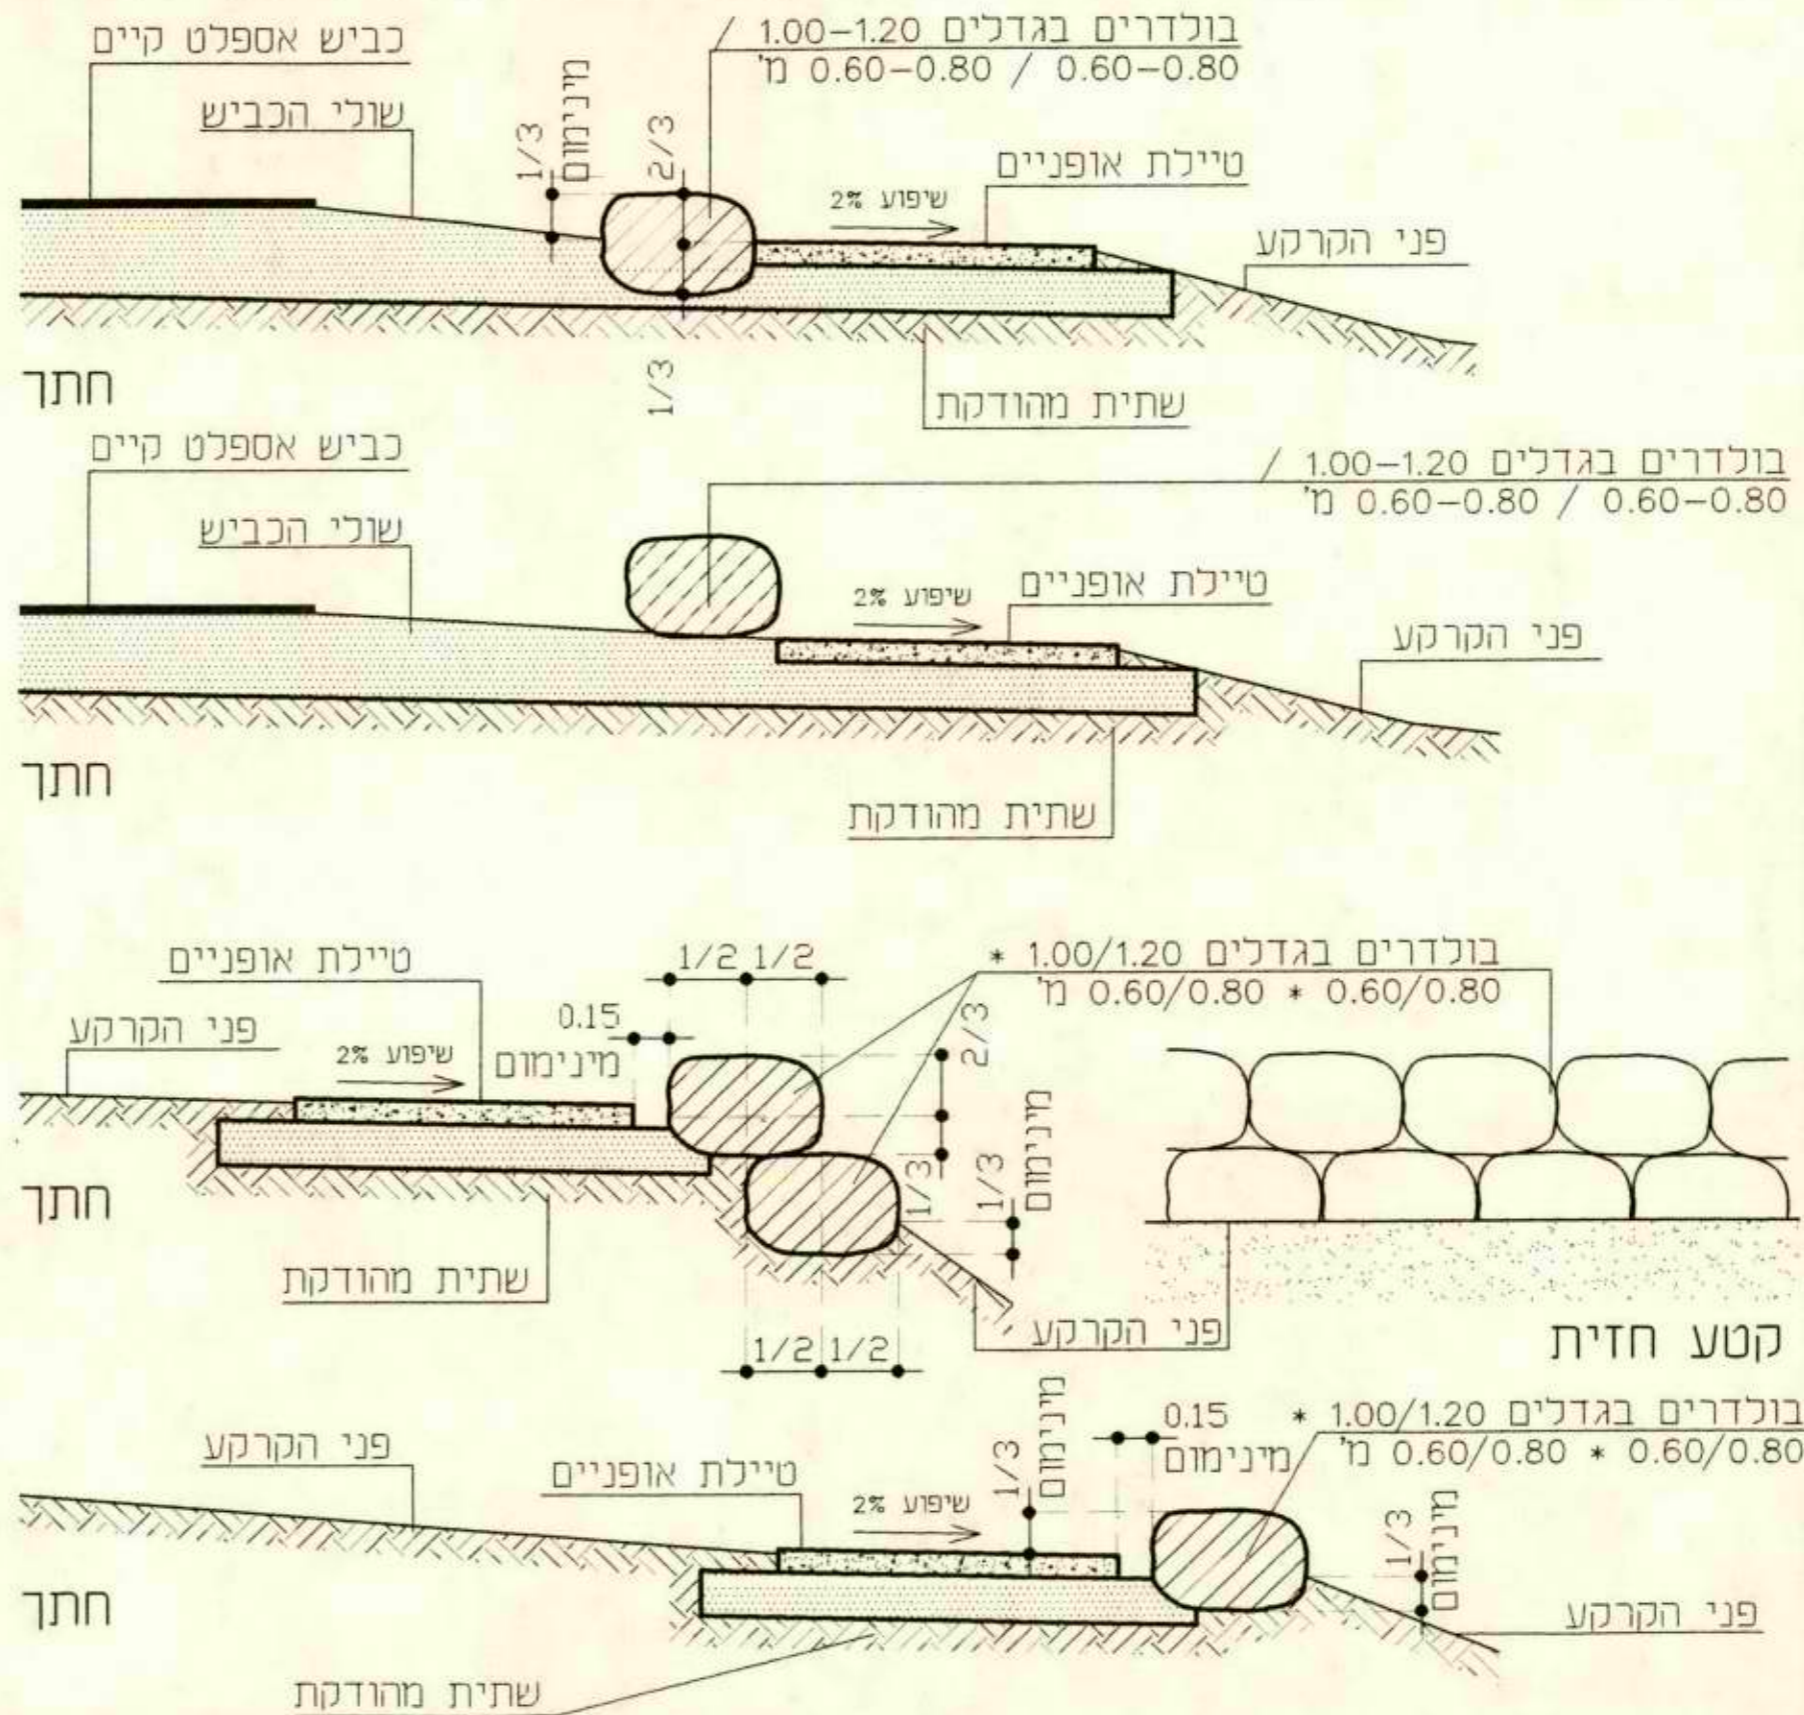 כביש אספלט קיים
בולדרים בגדלים 1.00-1.20 /
0.60-0.80 / 0.60-0.80 מ'
שולי הכביש
1/3
מינימום
2/3
טיילת אופניים
שיפוע 2%
פני הקרקע
1/3
חתך
שתית מהודקת
כביש אספלט קיים
בולדרים בגדלים 1.00-1.20 /
0.60-0.80 / 0.60-0.80 מ'
שולי הכביש
טיילת אופניים
שיפוע 2%
פני הקרקע
חתך
שתית מהודקת
טיילת אופניים
1/2 1/2
בולדרים בגדלים 1.00/1.20 *
0.60/0.80 * 0.60/0.80 מ'
פני הקרקע
0.15
מינימום
שיפוע 2%
2/3
1/3
1/3
מינימום
חתך
שתית מהודקת
פני הקרקע
קטע חזית
1/2 1/2
פני הקרקע
טיילת אופניים
שיפוע 2%
1/3
מינימום
0.15
מינימום
בולדרים בגדלים 1.00/1.20 *
0.60/0.80 * 0.60/0.80 מ'
1/3
מינימום
פני הקרקע
חתך
שתית מהודקת